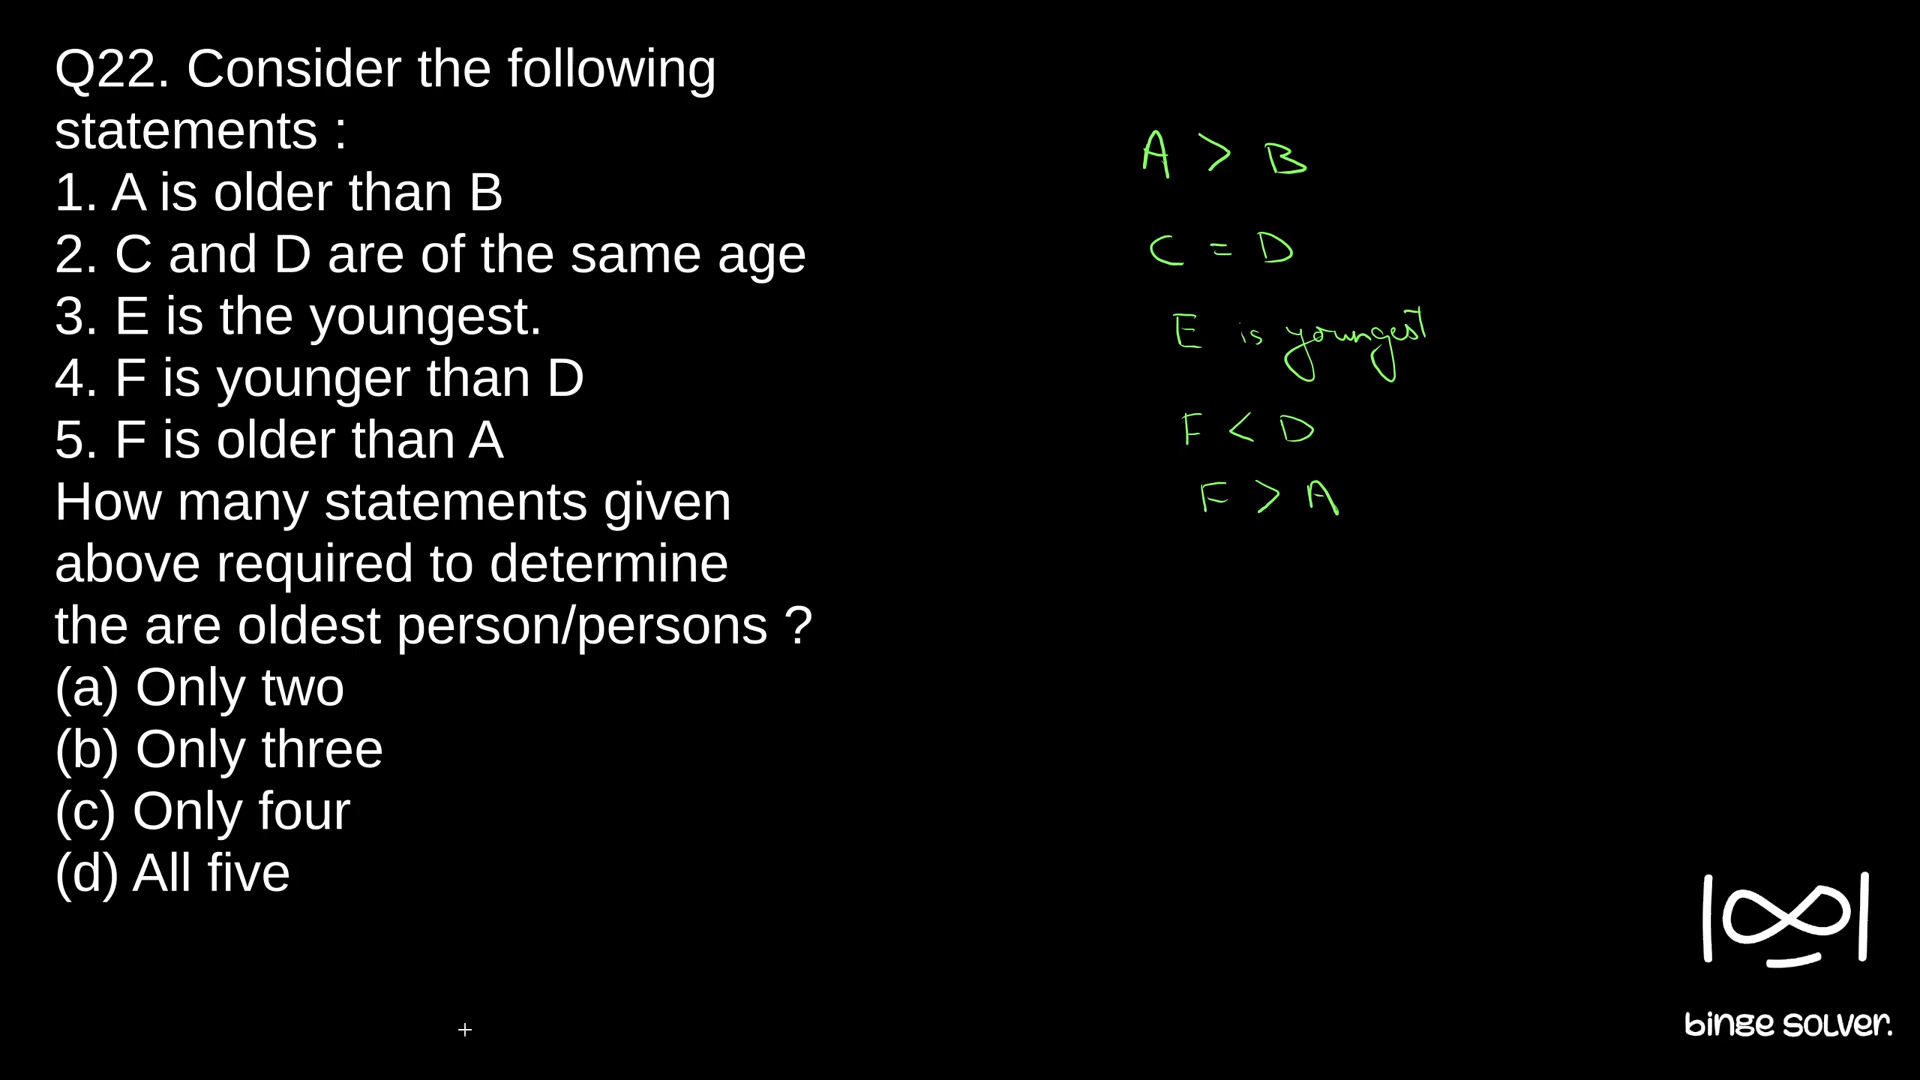 Q22. Consider the following
statements :
1. A is older than B
2. C and D are of the same age
3. E is the youngest.
4. F is younger than D
5. F is older than A
How many statements given
above required to determine
the are oldest person/persons ?
(a) Only two
(b) Only three
(c) Only four
(d) All five
A > B
C = D
E is youngest
F < D
F > A
binge SOLVER.